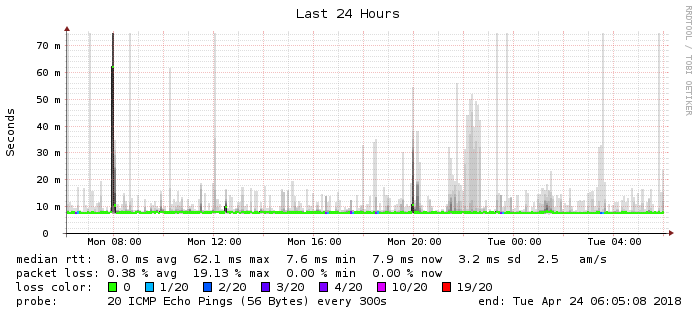 Last 24 Hours
RRDTOOL / TOBI OETIKER
Seconds
70 m
60 m
50 m
40 m
30 m
20 m
10 m
0
Mon 08:00 Mon 12:00 Mon 16:00 Mon 20:00 Tue 00:00 Tue 04:00
median rtt: 8.0 ms avg 62.1 ms max 7.6 ms min 7.9 ms now 3.2 ms sd 2.5 am/s
packet loss: 0.38 % avg 19.13 % max 0.00 % min 0.00 % now
loss color: 0 1/20 2/20 3/20 4/20 10/20 19/20
probe: 20 ICMP Echo Pings (56 Bytes) every 300s end: Tue Apr 24 06:05:08 2018